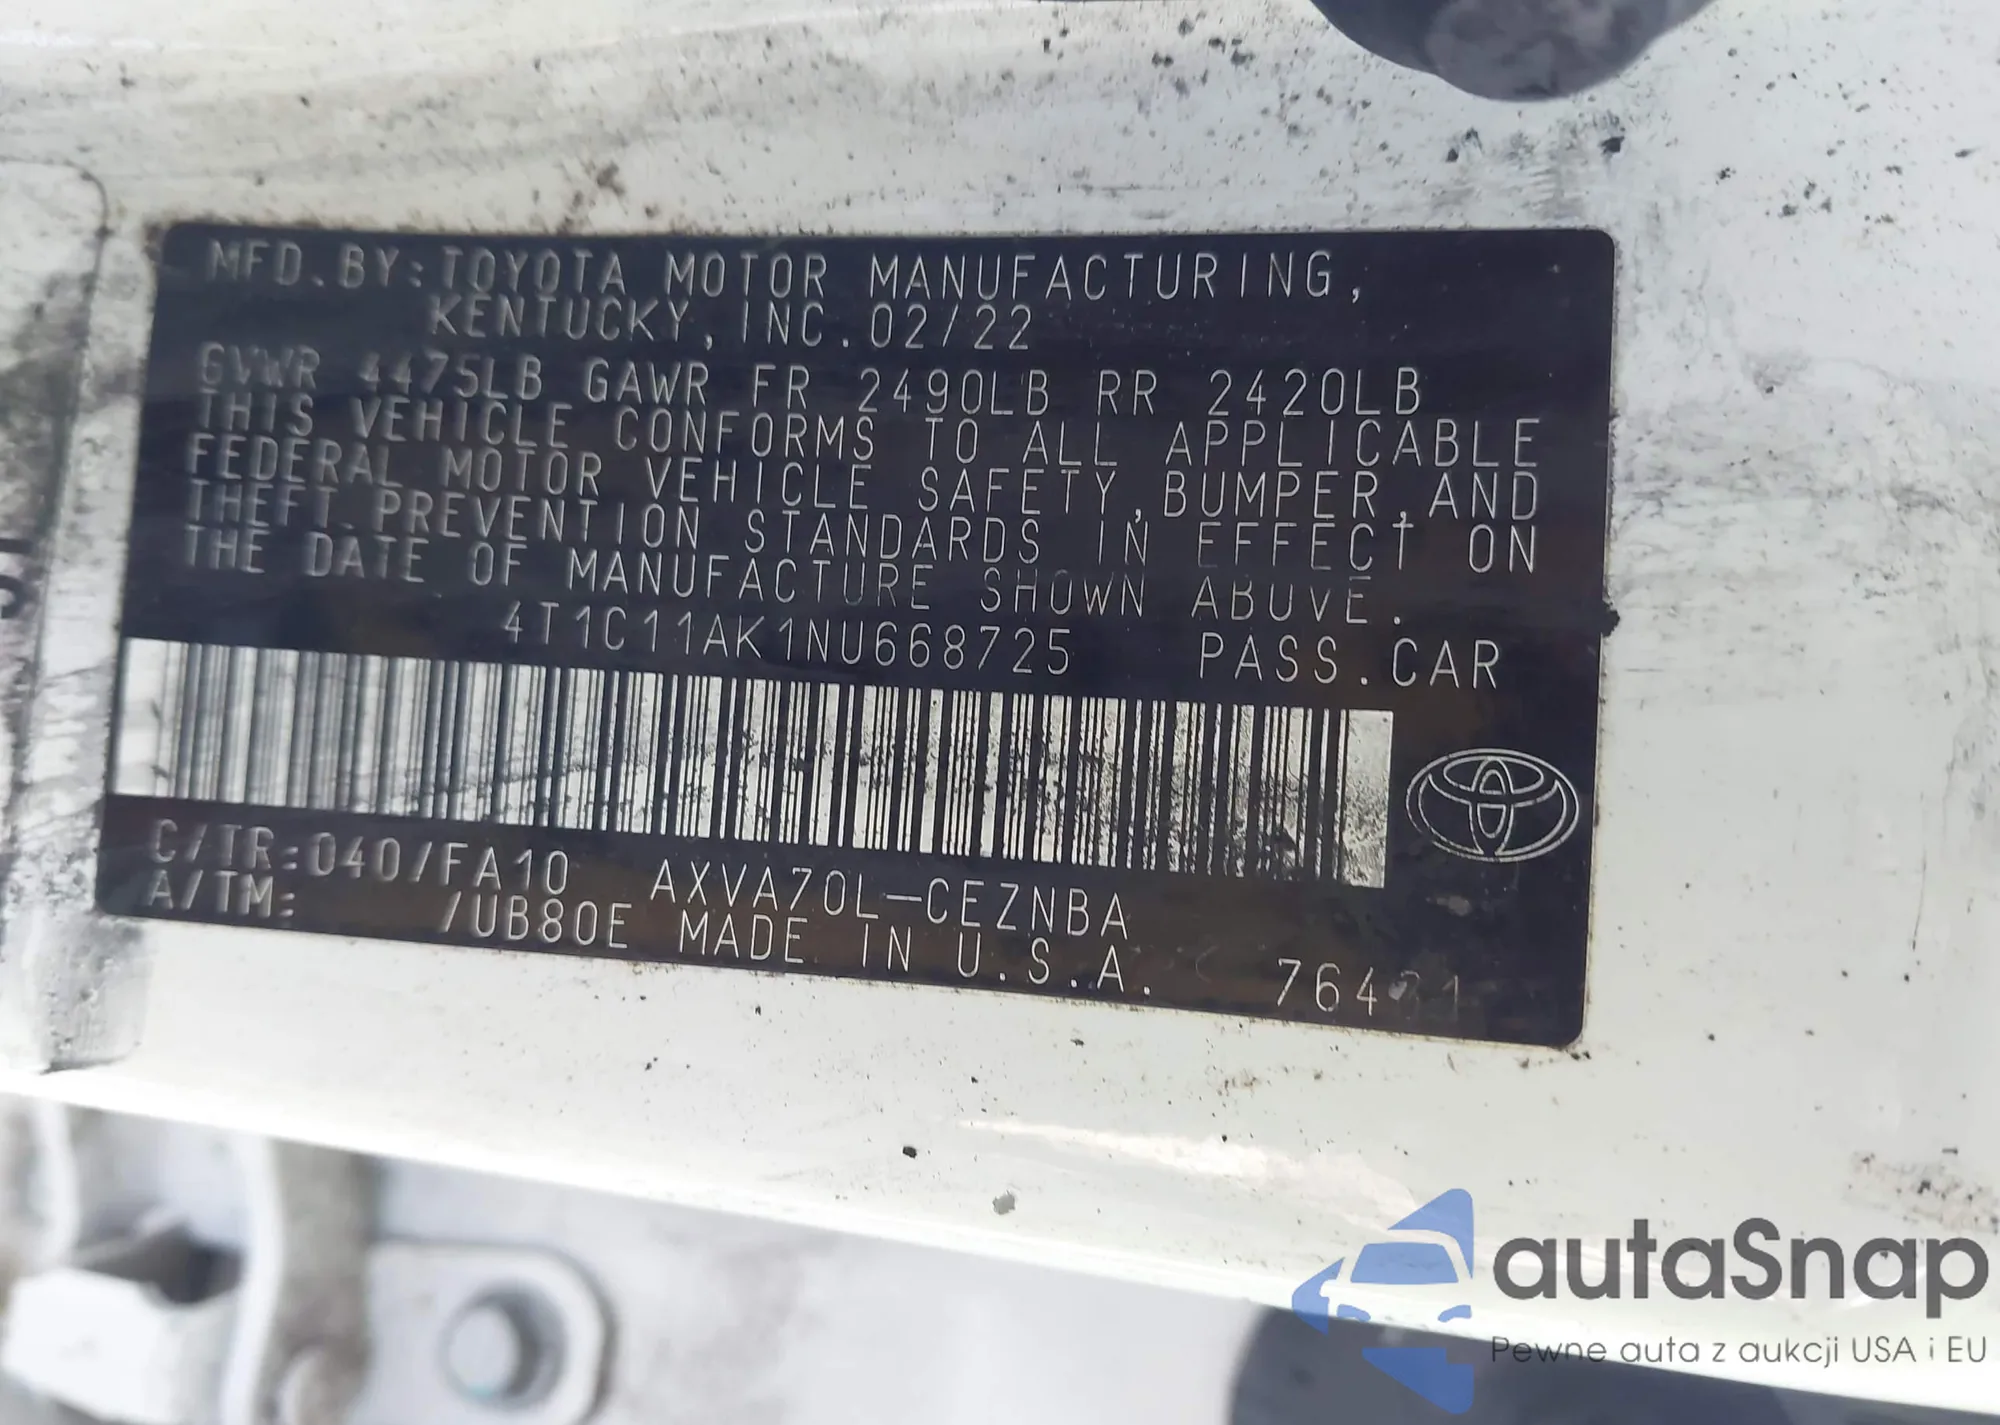 MFD.BY:TOYOTA MOTOR MANUFACTURING,
KENTUCKY, INC. 02/22
GVWR 4475LB GAWR FR 2490LB RR 2420LB
THIS VEHICLE CONFORMS TO ALL APPLICABLE
FEDERAL MOTOR VEHICLE SAFETY, BUMPER, AND
THEFT PREVENTION STANDARDS IN EFFECT ON
THE DATE OF MANUFACTURE SHOWN ABOVE.
4T1C11AK1NU668725 PASS.CAR
C/TR:040/FA10 AXVA70L-CEZNBA
A/TM: /UB80E MADE IN U.S.A.
autaSnap
Pewne auta z aukcji USA i EU